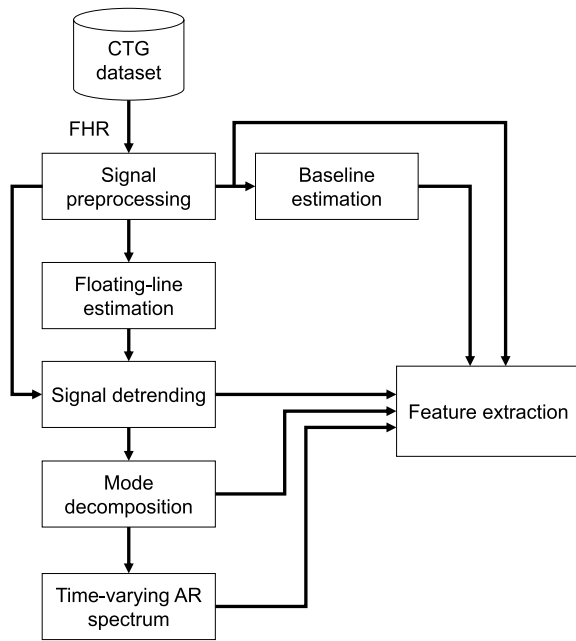 CTG
dataset
FHR
Signal
preprocessing
Baseline
estimation
Floating-line
estimation
Signal detrending
Feature extraction
Mode
decomposition
Time-varying AR
spectrum